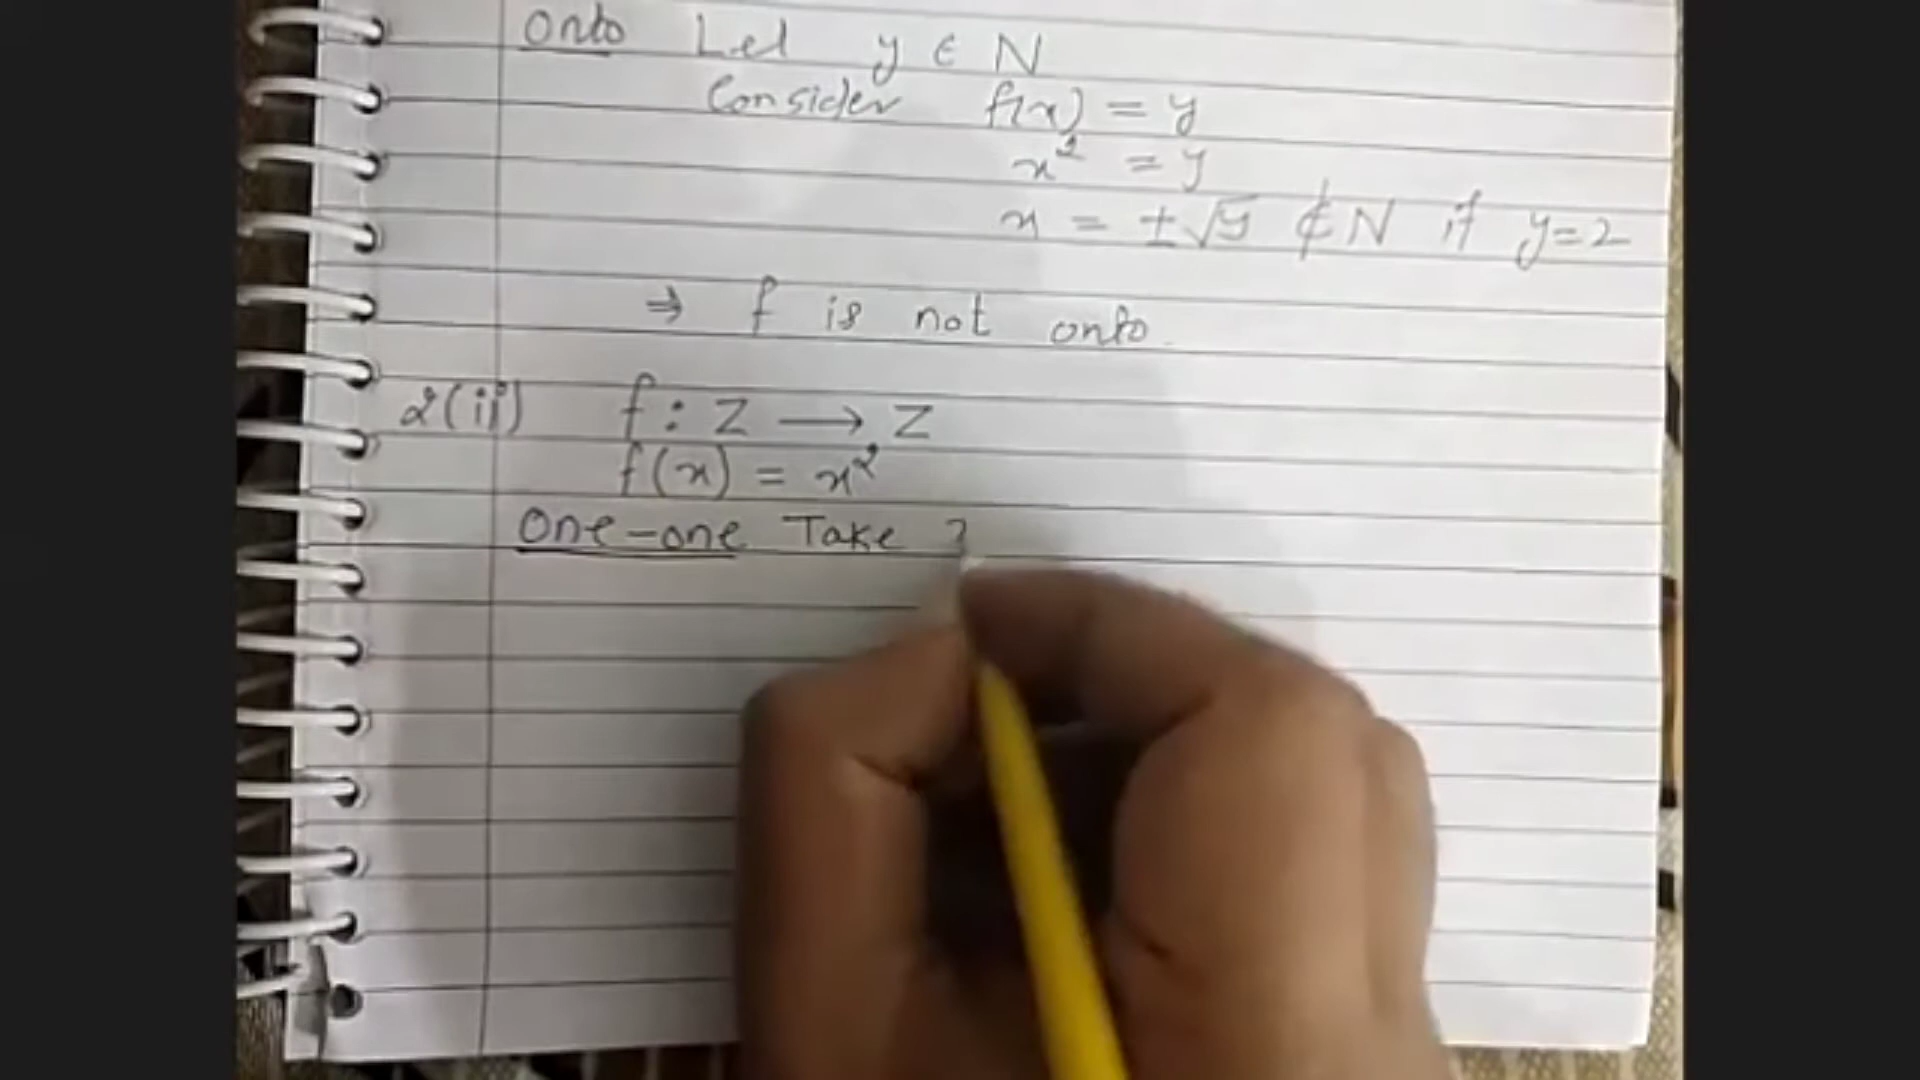 Onto Let y ∈ N
Consider f(x) = y
x² = y
x = ±√y ∉ N if y=2
⇒ f is not onto.
2(ii) f : Z ⟶ Z
f(x) = x²
One-one Take